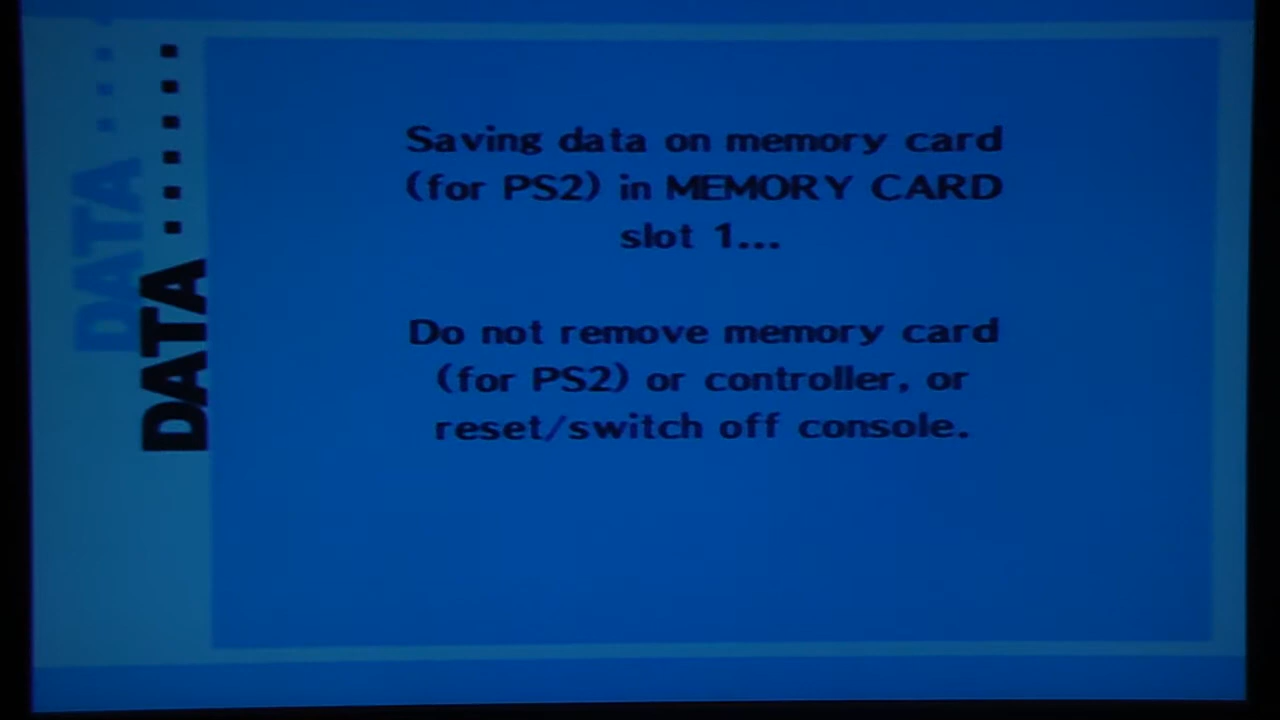 DATA ......
DATA ....
Saving data on memory card
(for PS2) in MEMORY CARD
slot 1...
Do not remove memory card
(for PS2) or controller, or
reset/switch off console.